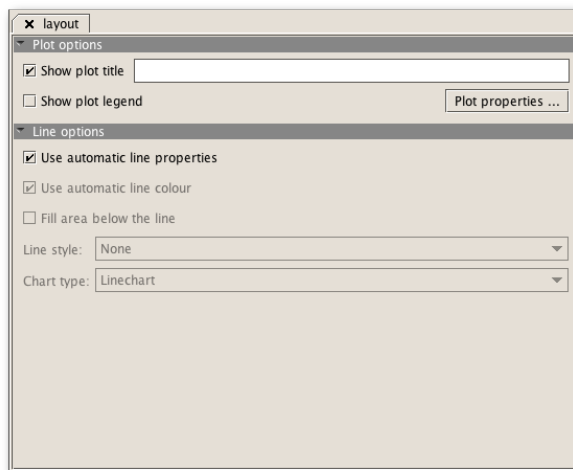 layout
Plot options
Show plot title
Show plot legend
Plot properties ...
Line options
Use automatic line properties
Use automatic line colour
Fill area below the line
Line style: None
Chart type: Linechart